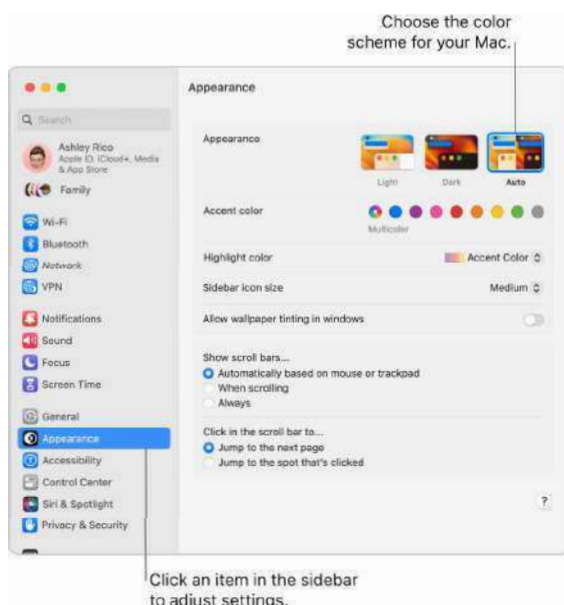 Choose the color
scheme for your Mac.
Appearance
Search
Ashley Rico
Apple ID, iCloud+, Media
& App Store
Family
Wi-Fi
Bluetooth
Network
VPN
Notifications
Sound
Focus
Screen Time
General
Appearance
Accessibility
Control Center
Siri & Spotlight
Privacy & Security
Appearance
Light
Dark
Auto
Accent color
Multicolor
Highlight color
Accent Color
Sidebar icon size
Medium
Allow wallpaper tinting in windows
Show scroll bars...
Automatically based on mouse or trackpad
When scrolling
Always
Click in the scroll bar to...
Jump to the next page
Jump to the spot that's clicked
?
Click an item in the sidebar
to adjust settings.